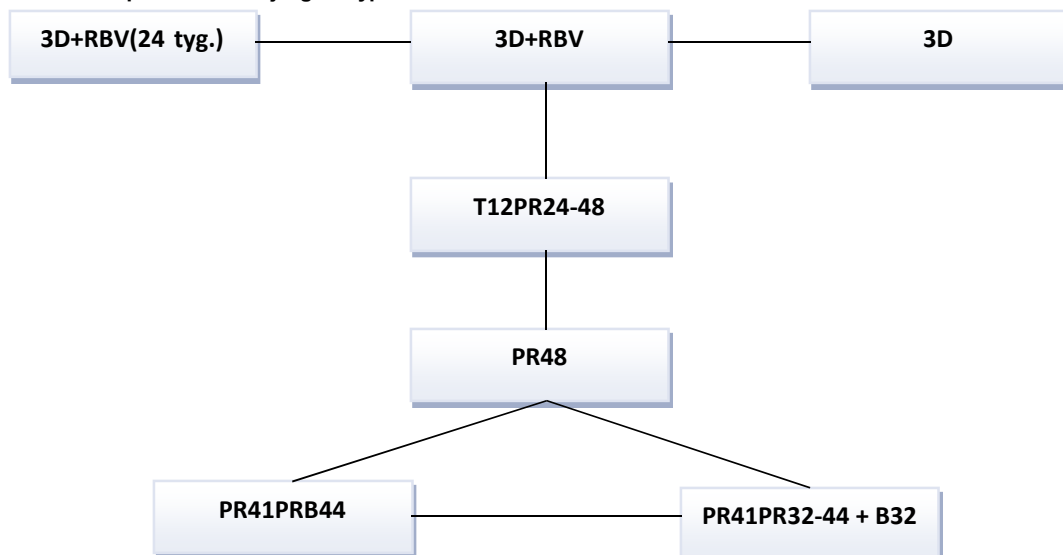 3D+RBV(24 tyg.)
3D+RBV
3D
T12PR24-48
PR48
PR41PRB44
PR41PR32-44 + B32